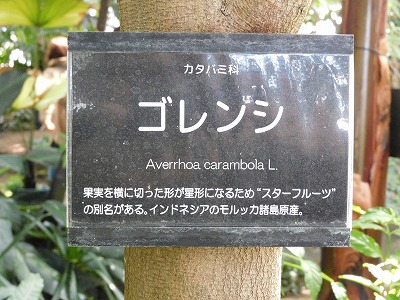 カタバミ科
ゴレンシ
Averrhoa carambola L.
果実を横に切った形が星形になるため“スターフルーツ”
の別名がある。インドネシアのモルッカ諸島原産。